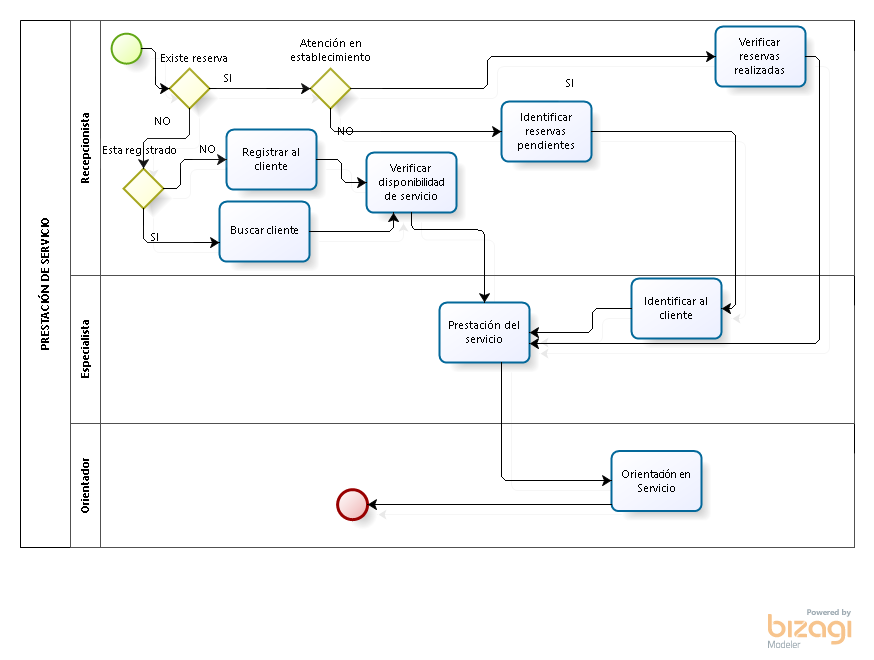 PRESTACIÓN DE SERVICIO
Recepcionista
Existe reserva
SI
Atención en
establecimiento
SI
Verificar
reservas
realizadas
NO
NO
Identificar
reservas
pendientes
Esta registrado
NO
Registrar al
cliente
Verificar
disponibilidad
de servicio
SI
Buscar cliente
Especialista
Prestación del
servicio
Identificar al
cliente
Orientador
Orientación en
Servicio
Powered by
bizagi
Modeler